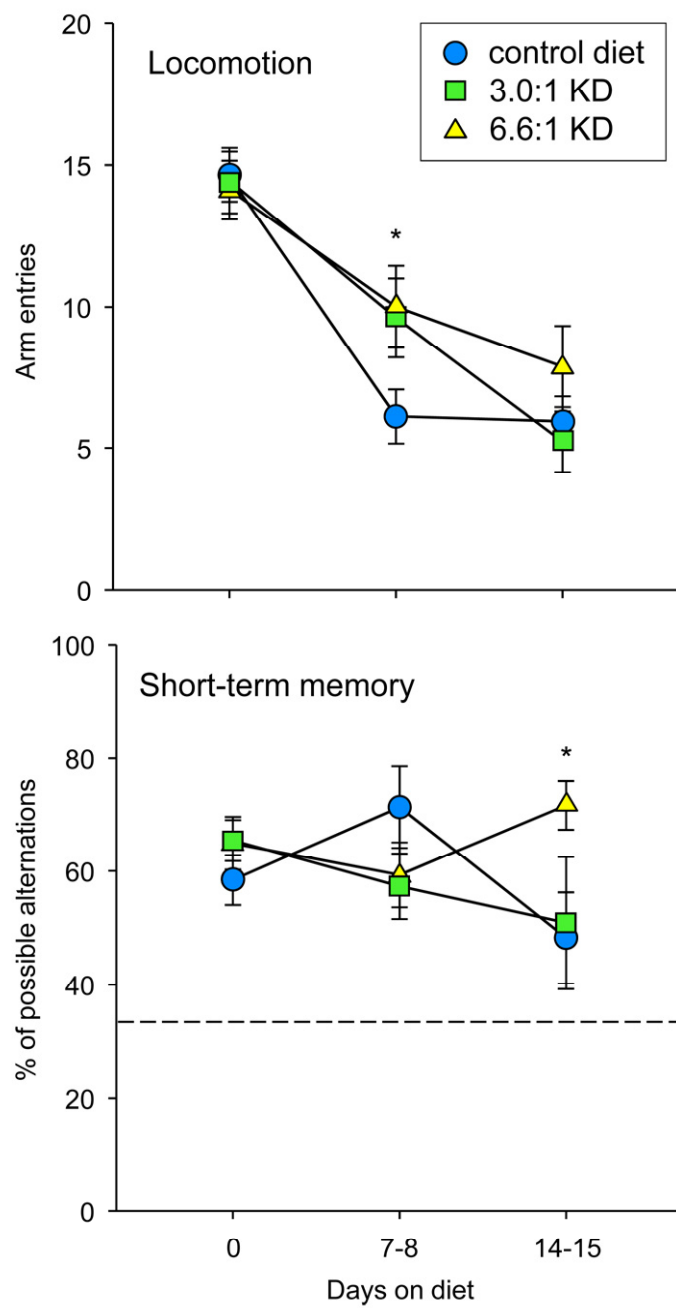 20
Locomotion
control diet
3.0:1 KD
6.6:1 KD
15
*
10
5
0
Arm entries
100
Short-term memory
80
*
60
40
20
0
% of possible alternations
0 7-8 14-15
Days on diet